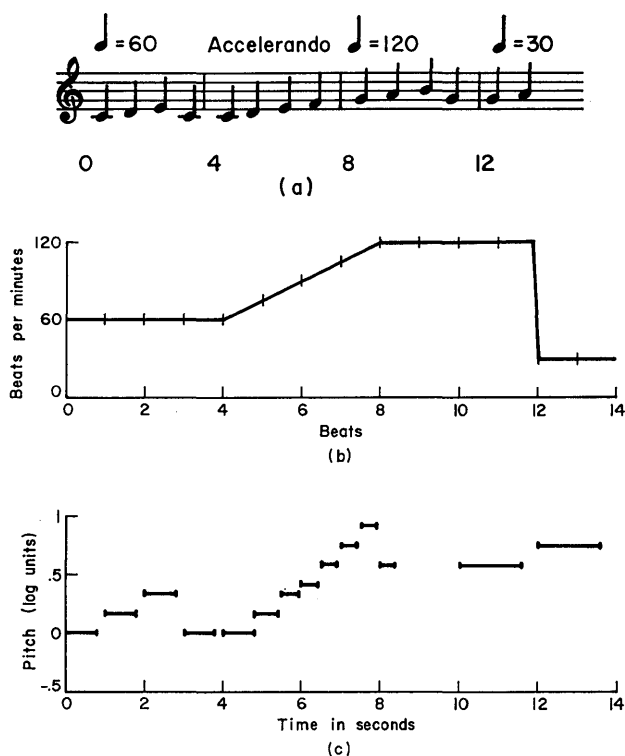 ♩=60 Accelerando ♩=120 ♩=30
0 4 8 12
(a)
120
60
0
Beats per minutes
0 2 4 6 8 10 12 14
Beats
(b)
1
.5
0
-.5
Pitch (log units)
0 2 4 6 8 10 12 14
Time in seconds
(c)